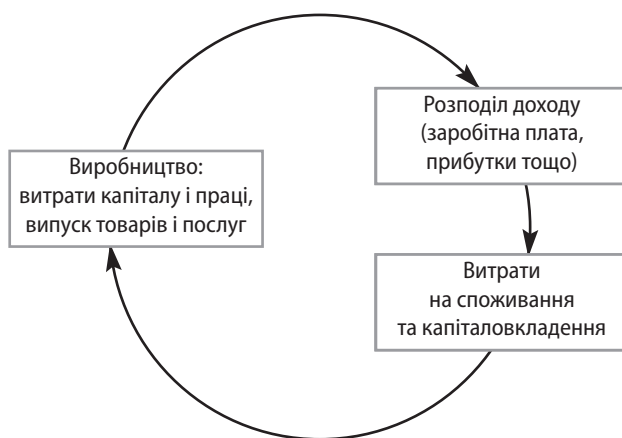 Розподіл доходу
(заробітна плата,
прибутки тощо)
Виробництво:
витрати капіталу і праці,
випуск товарів і послуг
Витрати
на споживання
та капіталовкладення